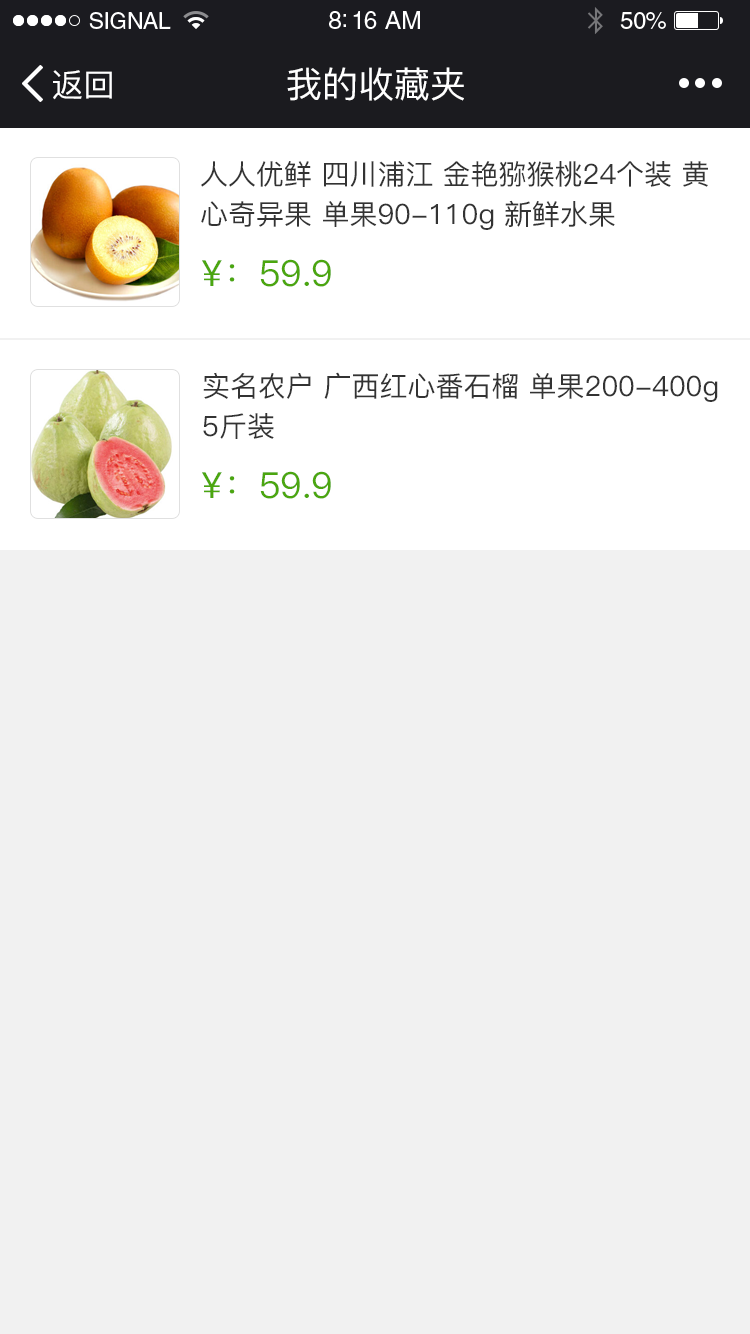 SIGNAL
8:16 AM
50%
返回
我的收藏夹
人人优鲜 四川浦江 金艳猕猴桃24个装 黄
心奇异果 单果90-110g 新鲜水果
¥：59.9
实名农户 广西红心番石榴 单果200-400g
5斤装
¥：59.9